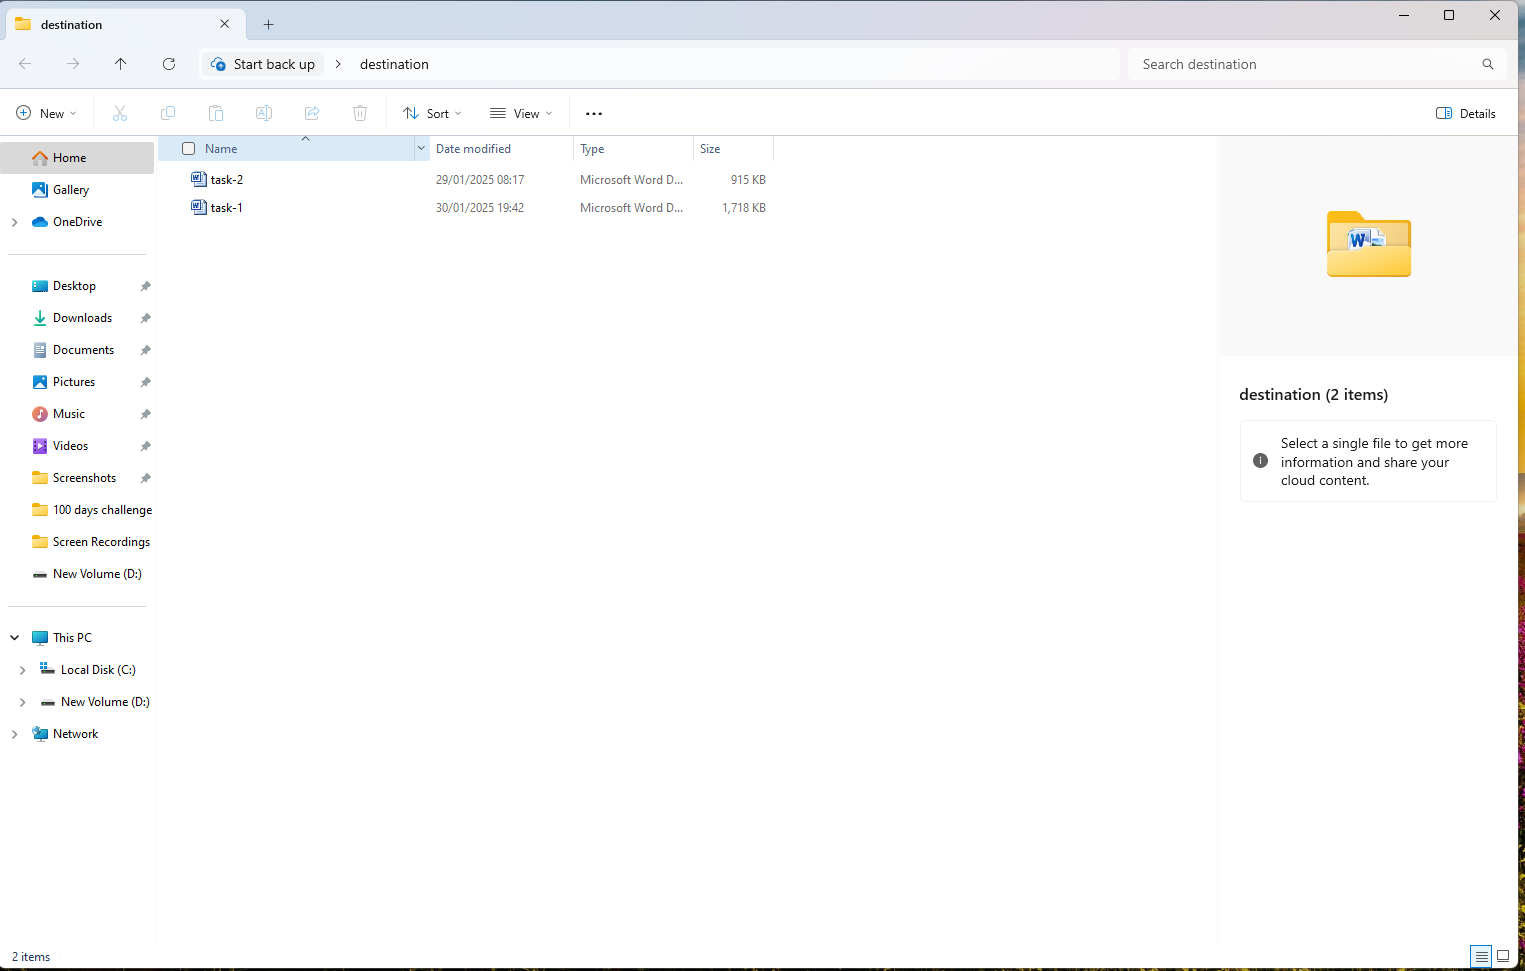 destination
Start back up
destination
Search destination
New
Sort
View
Details
Name
Date modified
Type
Size
task-2
29/01/2025 08:17
Microsoft Word D...
915 KB
task-1
30/01/2025 19:42
Microsoft Word D...
1,718 KB
Home
Gallery
OneDrive
Desktop
Downloads
Documents
Pictures
Music
Videos
Screenshots
100 days challenge
Screen Recordings
New Volume (D:)
This PC
Local Disk (C:)
New Volume (D:)
Network
destination (2 items)
Select a single file to get more
information and share your
cloud content.
2 items